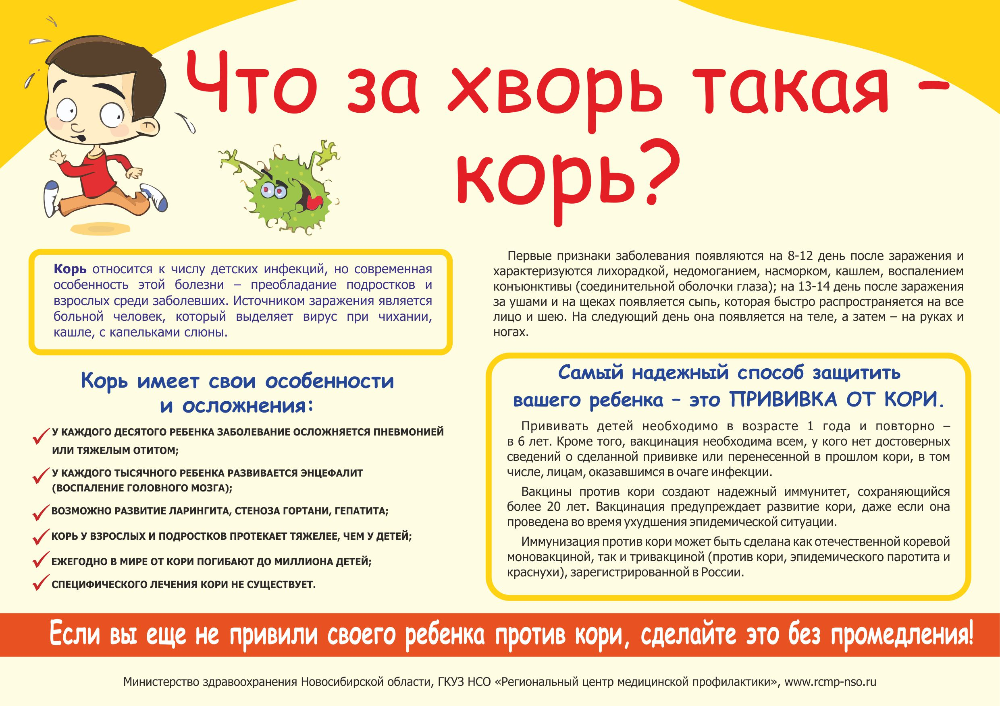 Что за хворь такая –
корь?
Корь относится к числу детских инфекций, но современная
особенность этой болезни – преобладание подростков и
взрослых среди заболевших. Источником заражения является
больной человек, который выделяет вирус при чихании,
кашле, с капельками слюны.
Корь имеет свои особенности
и осложнения:
У КАЖДОГО ДЕСЯТОГО РЕБЕНКА ЗАБОЛЕВАНИЕ ОСЛОЖНЯЕТСЯ ПНЕВМОНИЕЙ
ИЛИ ТЯЖЕЛЫМ ОТИТОМ;
У КАЖДОГО ТЫСЯЧНОГО РЕБЕНКА РАЗВИВАЕТСЯ ЭНЦЕФАЛИТ
(ВОСПАЛЕНИЕ ГОЛОВНОГО МОЗГА);
ВОЗМОЖНО РАЗВИТИЕ ЛАРИНГИТА, СТЕНОЗА ГОРТАНИ, ГЕПАТИТА;
КОРЬ У ВЗРОСЛЫХ И ПОДРОСТКОВ ПРОТЕКАЕТ ТЯЖЕЛЕЕ, ЧЕМ У ДЕТЕЙ;
ЕЖЕГОДНО В МИРЕ ОТ КОРИ ПОГИБАЮТ ДО МИЛЛИОНА ДЕТЕЙ;
СПЕЦИФИЧЕСКОГО ЛЕЧЕНИЯ КОРИ НЕ СУЩЕСТВУЕТ.
Первые признаки заболевания появляются на 8-12 день после заражения и
характеризуются лихорадкой, недомоганием, насморком, кашлем, воспалением
конъюнктивы (соединительной оболочки глаза); на 13-14 день после заражения
за ушами и на щеках появляется сыпь, которая быстро распространяется на все
лицо и шею. На следующий день она появляется на теле, а затем – на руках и
ногах.
Самый надежный способ защитить
вашего ребенка – это ПРИВИВКА ОТ КОРИ.
Прививать детей необходимо в возрасте 1 года и повторно –
в 6 лет. Кроме того, вакцинация необходима всем, у кого нет достоверных
сведений о сделанной прививке или перенесенной в прошлом кори, в том
числе, лицам, оказавшимся в очаге инфекции.
Вакцины против кори создают надежный иммунитет, сохраняющийся
более 20 лет. Вакцинация предупреждает развитие кори, даже если она
проведена во время ухудшения эпидемической ситуации.
Иммунизация против кори может быть сделана как отечественной коревой
моновакциной, так и тривакциной (против кори, эпидемического паротита и
краснухи), зарегистрированной в России.
Если вы еще не привили своего ребенка против кори, сделайте это без промедления!
Министерство здравоохранения Новосибирской области, ГКУЗ НСО «Региональный центр медицинской профилактики», www.rcmp-nso.ru